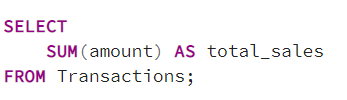 SELECT
    SUM(amount) AS total_sales
FROM Transactions;